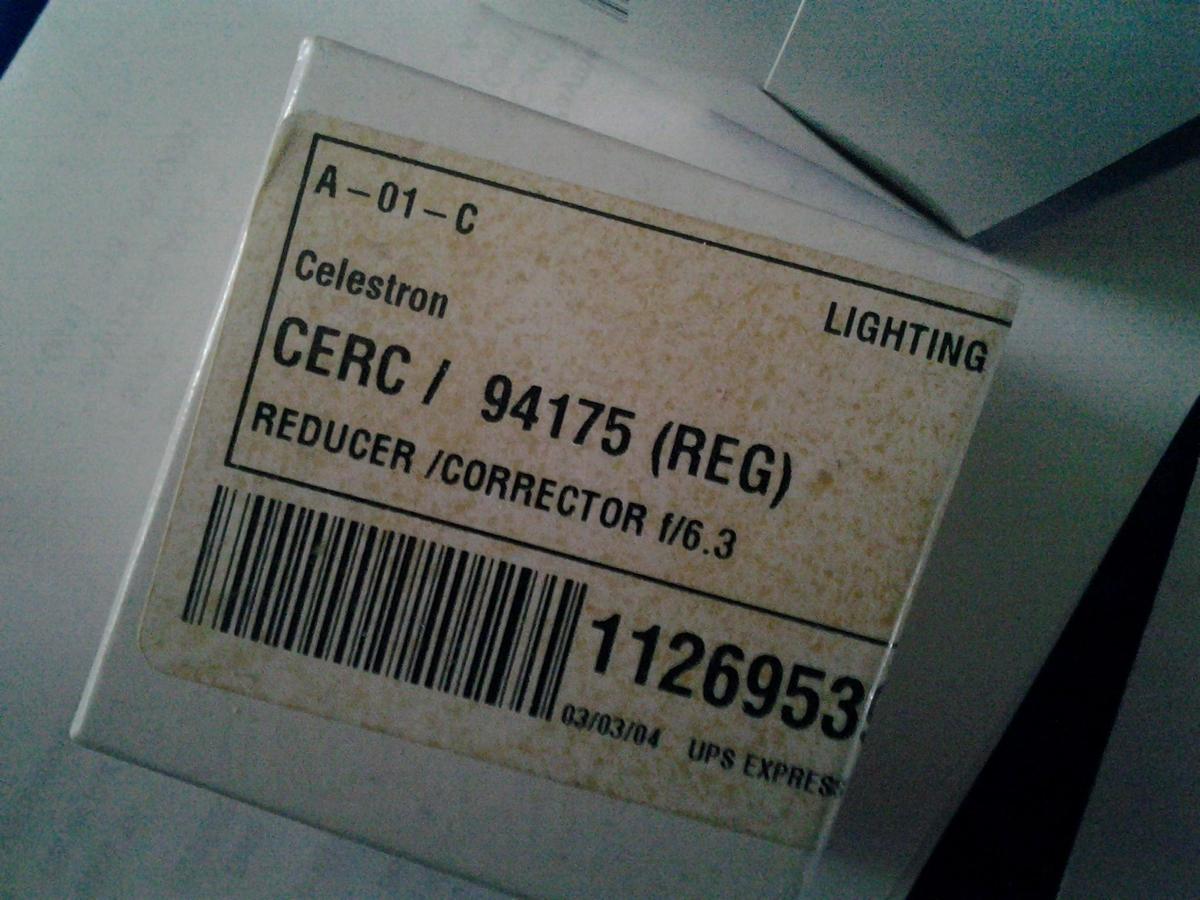 A-01-C
LIGHTING
Celestron
CERC / 94175 (REG)
REDUCER /CORRECTOR f/6.3
1126953
03/03/04 UPS EXPRESS